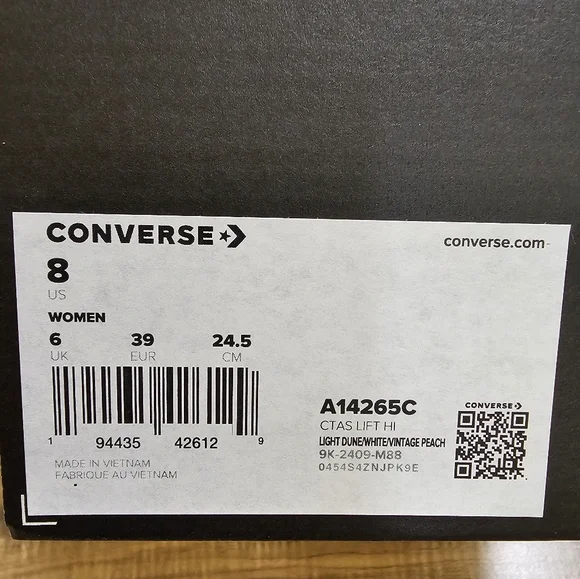 CONVERSE
converse.com
8
US
WOMEN
6 39 24.5
UK EUR CM
1 94435 42612 9
MADE IN VIETNAM
FABRIQUE AU VIETNAM
A14265C
CTAS LIFT HI
LIGHT DUNE/WHITE/VINTAGE PEACH
9K-2409-M88
0454S4ZNJPK9E
CONVERSE